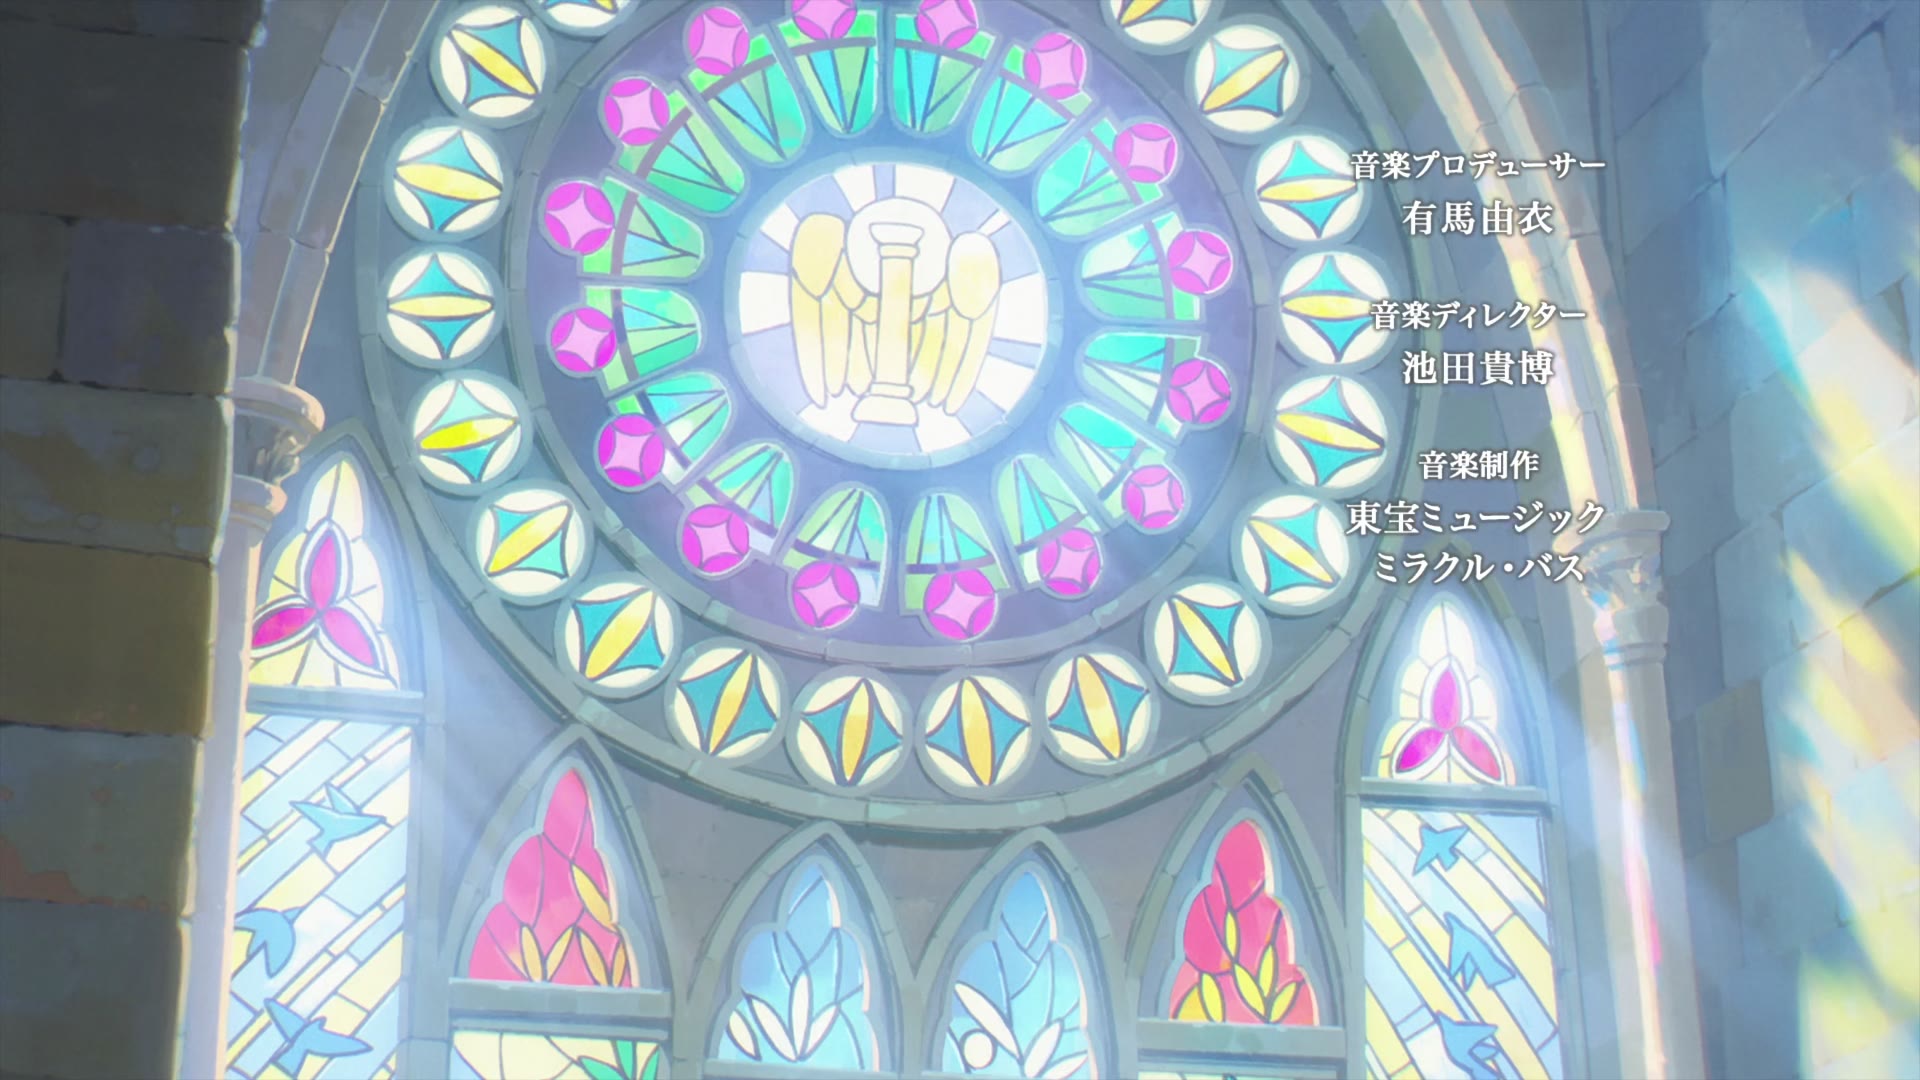 音楽プロデューサー
有馬由衣
音楽ディレクター
池田貴博
音楽制作
東宝ミュージック
ミラクル・バス